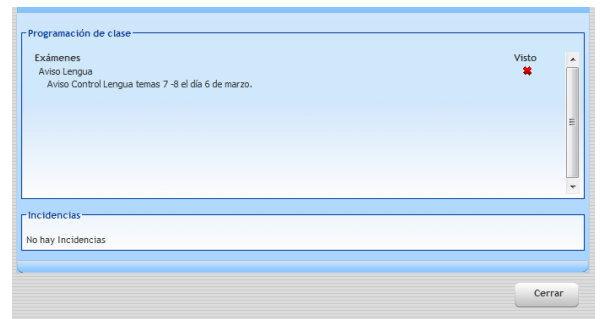 Programación de clase
Exámenes Visto
Aviso Lengua
Aviso Control Lengua temas 7 -8 el día 6 de marzo.
Incidencias
No hay Incidencias
Cerrar